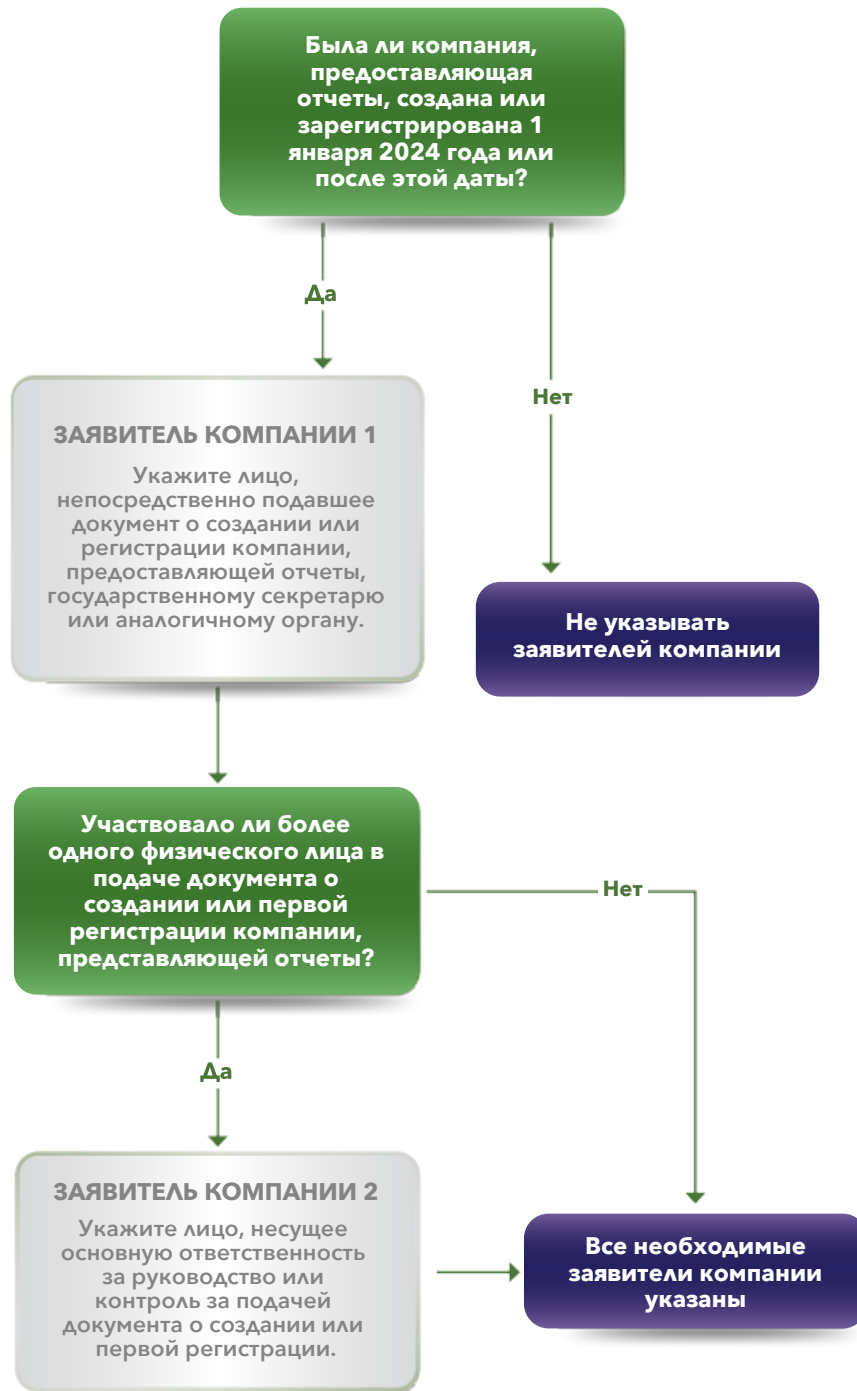 Была ли компания,
предоставляющая
отчеты, создана или
зарегистрирована 1
января 2024 года или
после этой даты?
Да
Нет
ЗАЯВИТЕЛЬ КОМПАНИИ 1
Укажите лицо,
непосредственно подавшее
документ о создании или
регистрации компании,
предоставляющей отчеты,
государственному секретарю
или аналогичному органу.
Не указывать
заявителей компании
Участвовало ли более
одного физического лица в
подаче документа о
создании или первой
регистрации компании,
представляющей отчеты?
Нет
Да
ЗАЯВИТЕЛЬ КОМПАНИИ 2
Укажите лицо, несущее
основную ответственность
за руководство или
контроль за подачей
документа о создании или
первой регистрации.
Все необходимые
заявители компании
указаны